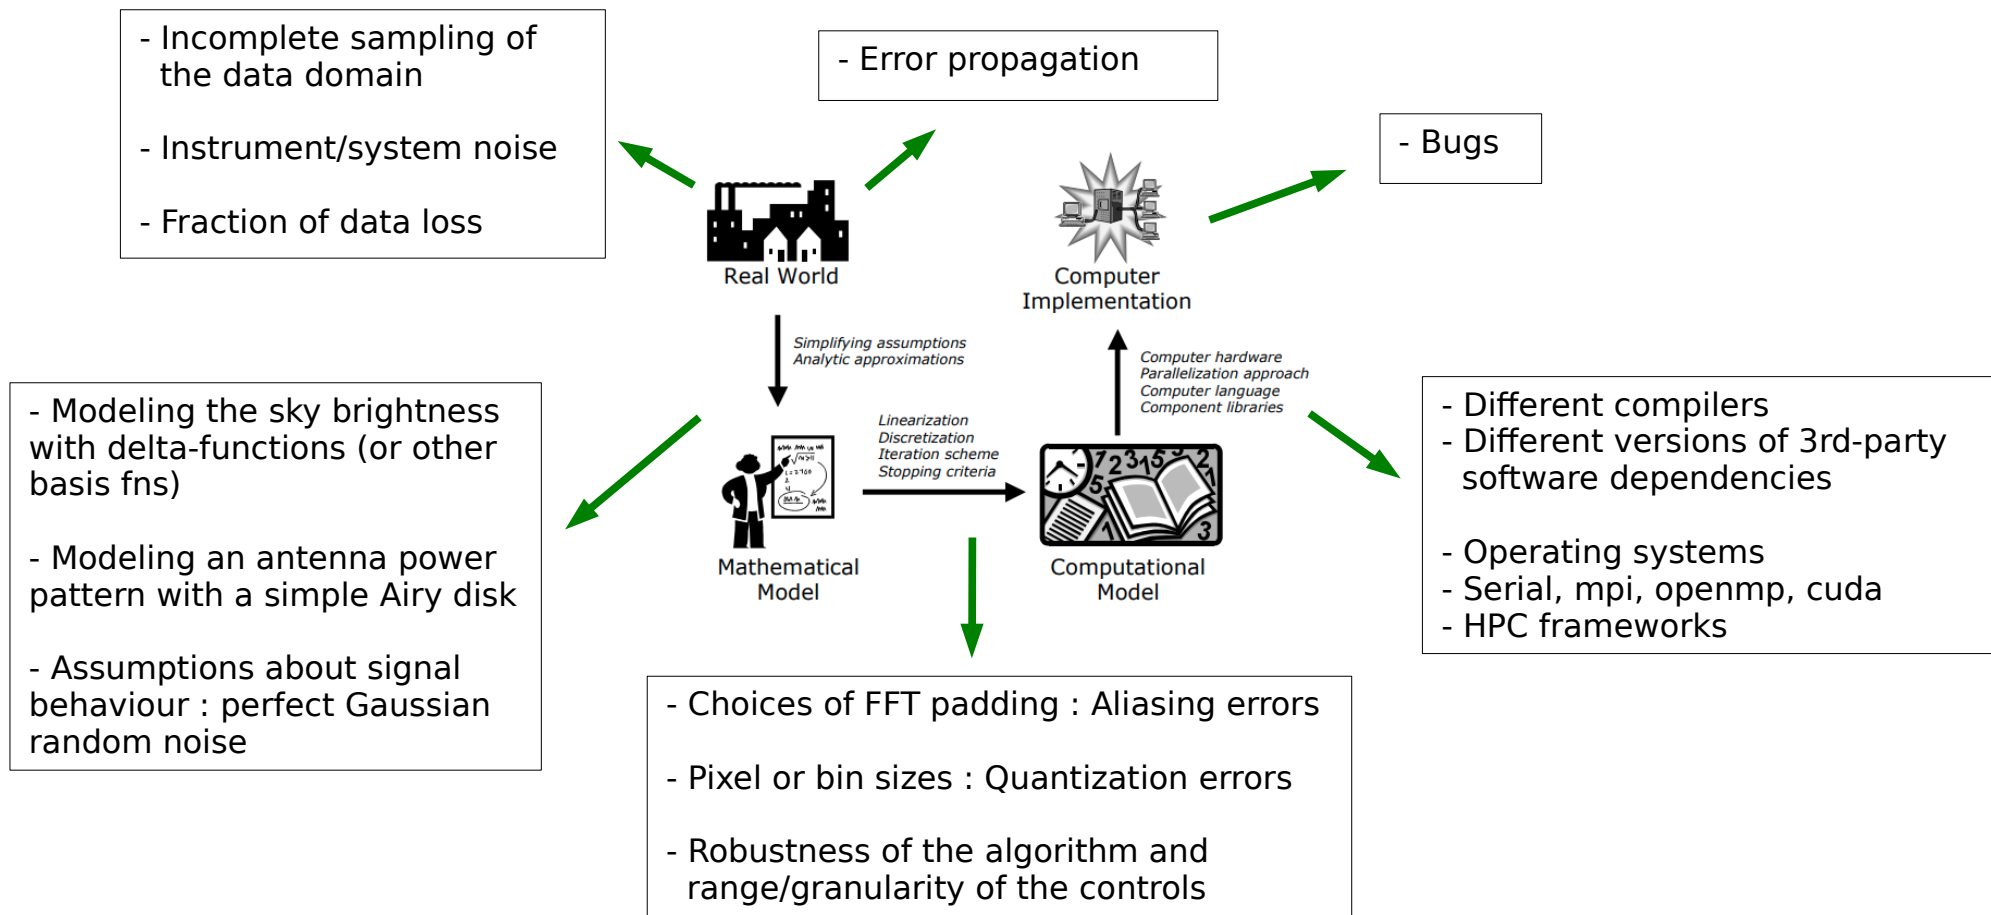 - Incomplete sampling of
the data domain
- Instrument/system noise
- Fraction of data loss
- Error propagation
- Bugs
Real World
Computer
Implementation
Simplifying assumptions
Analytic approximations
Computer hardware
Parallelization approach
Computer language
Component libraries
- Modeling the sky brightness
with delta-functions (or other
basis fns)
- Modeling an antenna power
pattern with a simple Airy disk
- Assumptions about signal
behaviour : perfect Gaussian
random noise
Linearization
Discretization
Iteration scheme
Stopping criteria
Mathematical
Model
Computational
Model
- Different compilers
- Different versions of 3rd-party
software dependencies
- Operating systems
- Serial, mpi, openmp, cuda
- HPC frameworks
- Choices of FFT padding : Aliasing errors
- Pixel or bin sizes : Quantization errors
- Robustness of the algorithm and
range/granularity of the controls